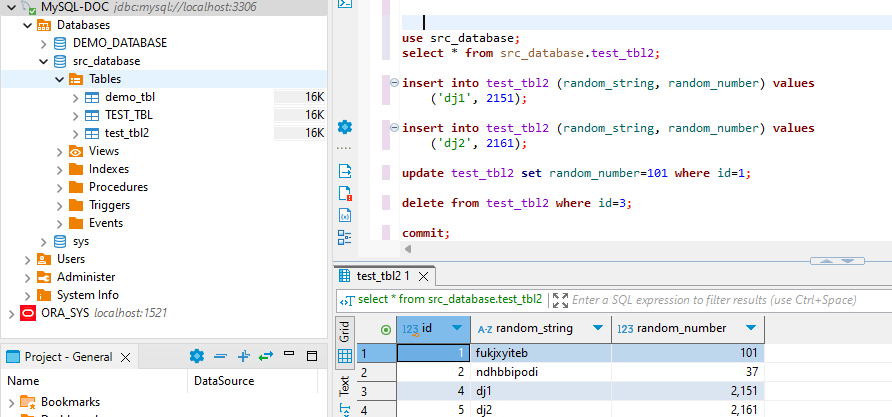 MySQL-DOC jdbc:mysql://localhost:3306
Databases
DEMO_DATABASE
src_database
Tables
demo_tbl 16K
TEST_TBL 16K
test_tbl2 16K
Views
Indexes
Procedures
Triggers
Events
sys
Users
Administer
System Info
ORA_SYS localhost:1521
Project - General
Name DataSource
Bookmarks
use src_database;
select * from src_database.test_tbl2;
insert into test_tbl2 (random_string, random_number) values
('dj1', 2151);
insert into test_tbl2 (random_string, random_number) values
('dj2', 2161);
update test_tbl2 set random_number=101 where id=1;
delete from test_tbl2 where id=3;
commit;
test_tbl2 1
select * from src_database.test_tbl2 Enter a SQL expression to filter results (use Ctrl+Space)
Grid
Text
123 id A-Z random_string 123 random_number
1 1 fukjxyiteb 101
2 2 ndhbbipodi 37
3 4 dj1 2,151
4 5 dj2 2,161